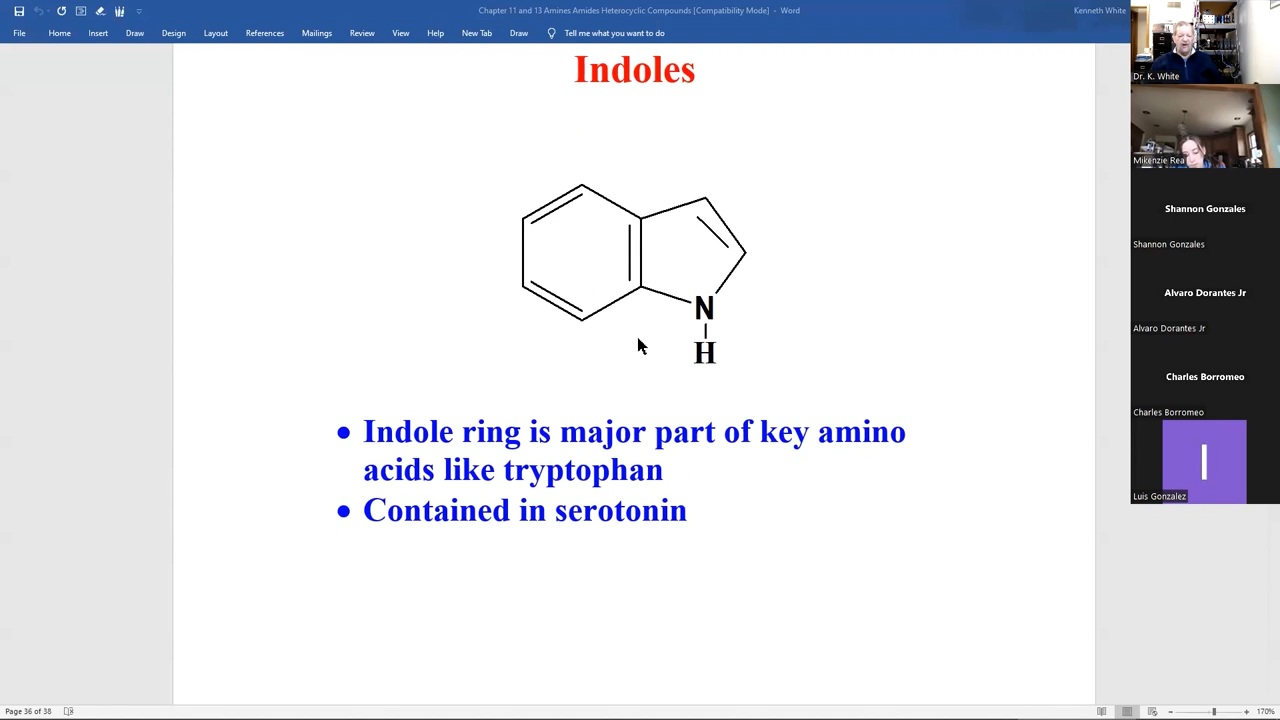 Chapter 11 and 13 Amines Amides Heterocyclic Compounds [Compatibility Mode] - Word
Kenneth White
File Home Insert Draw Design Layout References Mailings Review View Help New Tab Draw Tell me what you want to do
Indoles
N
H
• Indole ring is major part of key amino
acids like tryptophan
• Contained in serotonin
Dr. K. White
Mikenzie Rea
Shannon Gonzales
Shannon Gonzales
Alvaro Dorantes Jr
Alvaro Dorantes Jr
Charles Borromeo
Charles Borromeo
l
Luis Gonzalez
Page 36 of 38
170%